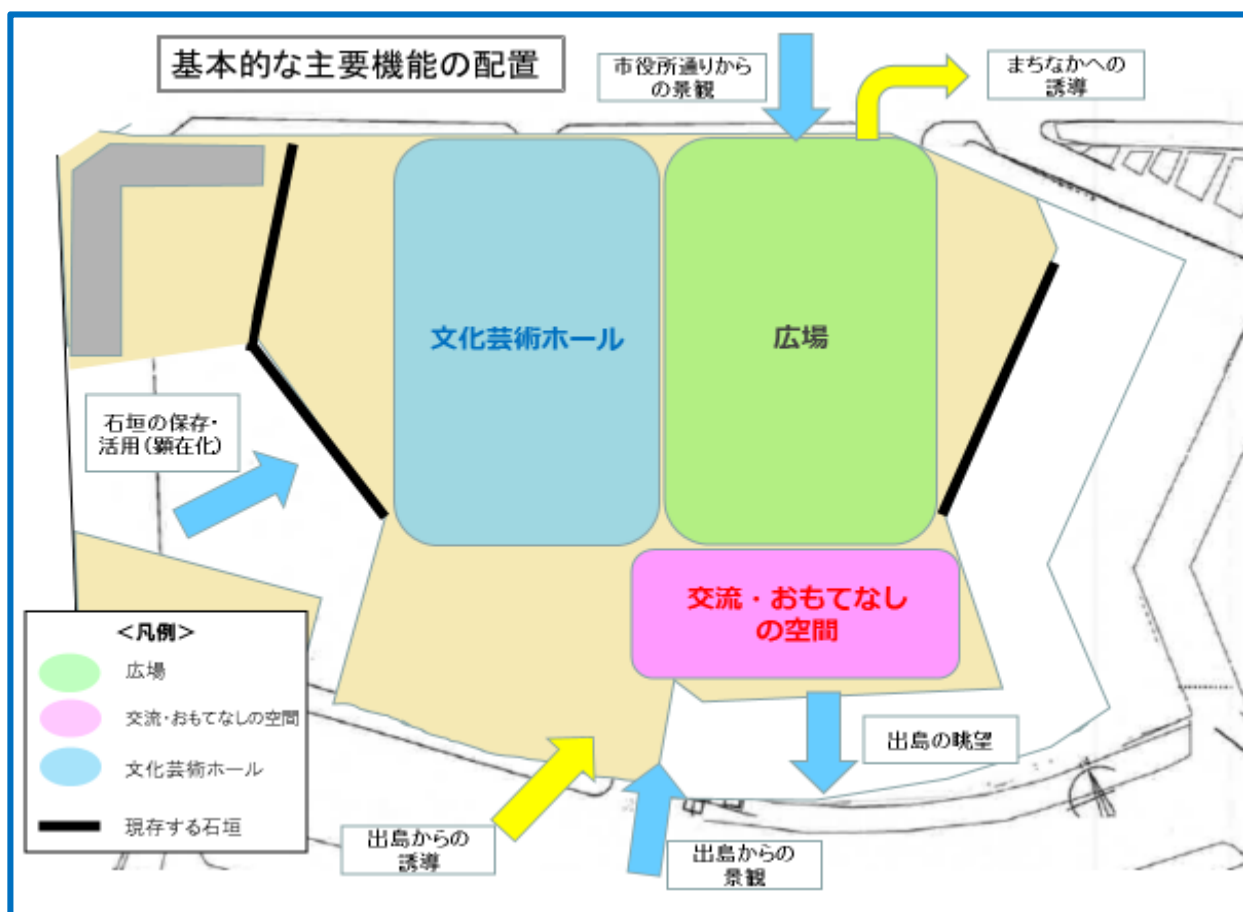 基本的な主要機能の配置
市役所通りから
の景観
まちなかへの
誘導
文化芸術ホール
広場
石垣の保存・
活用(顕在化)
交流・おもてなし
の空間
<凡例>
広場
交流・おもてなしの空間
文化芸術ホール
現存する石垣
出島の眺望
出島からの
誘導
出島からの
景観